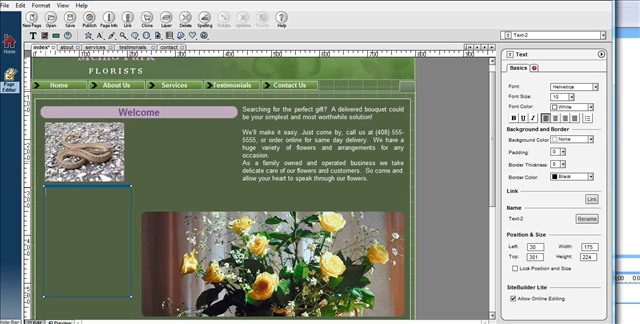 File Edit Format View Insert Tools Help
New Page Open Save Publish Page Info Link Clone Layer Delete Spelling Rotate Undo
Text-2
index* about services testimonials contact
Home
Page Editor
Menlo Park
FLORISTS
Home About Us Services Testimonials Contact Us
Welcome
Searching for the perfect gift? A delivered bouquet could
be your simplest and most worthwhile solution!
We'll make it easy. Just come by, call us at (408) 555-
5555, or order online for same day delivery. We have a
huge variety of flowers and arrangements for any
occasion.
As a family owned and operated business we take
delicate care of our flowers and customers. So come and
allow your heart to speak through our flowers.
Text
Basics
Font: Helvetica
Font Size: 10
Font Color: White
B I U
Background and Border
Background Color: None
Padding: 0
Border Thickness: 0
Border Color: Black
Link
Link
Name
Text-2 Rename
Position & Size
Left: 30 Width: 175
Top: 301 Height: 224
Lock Position and Size
SiteBuilder Lite
Allow Online Editing
Preview